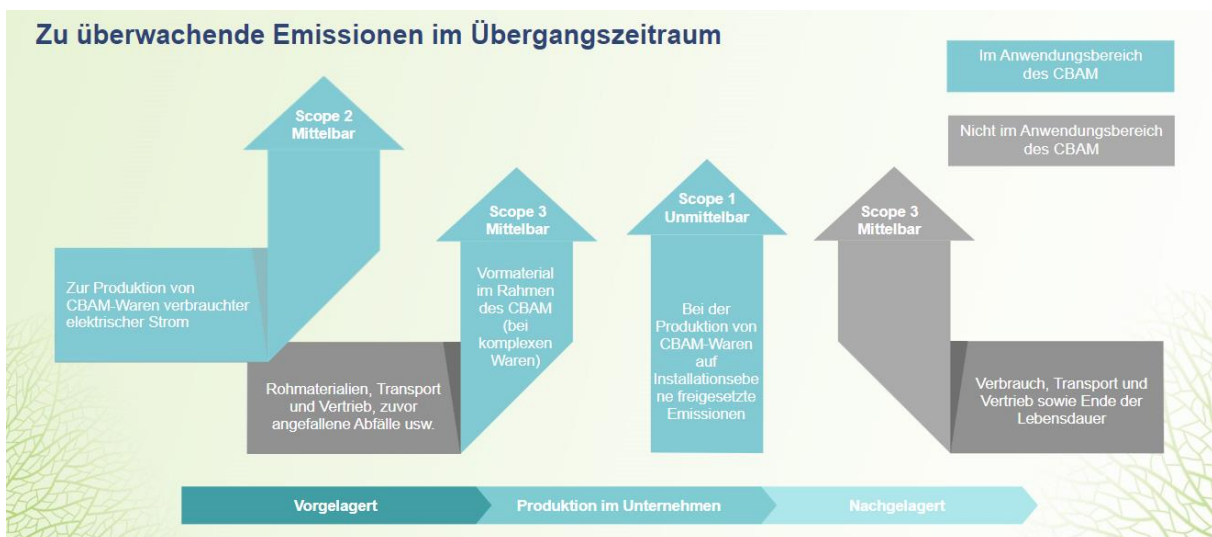 Zu überwachende Emissionen im Übergangszeitraum
Im Anwendungsbereich
des CBAM
Nicht im Anwendungsbereich
des CBAM
Scope 2
Mittelbar
Zur Produktion von
CBAM-Waren verbrauchter
elektrischer Strom
Scope 3
Mittelbar
Vormaterial
im Rahmen
des CBAM
(bei
komplexen
Waren)
Rohmaterialien, Transport
und Vertrieb, zuvor
angefallene Abfälle usw.
Scope 1
Unmittelbar
Bei der
Produktion von
CBAM-Waren
auf
Installationsebe
ne freigesetzte
Emissionen
Scope 3
Mittelbar
Verbrauch, Transport und
Vertrieb sowie Ende der
Lebensdauer
Vorgelagert
Produktion im Unternehmen
Nachgelagert